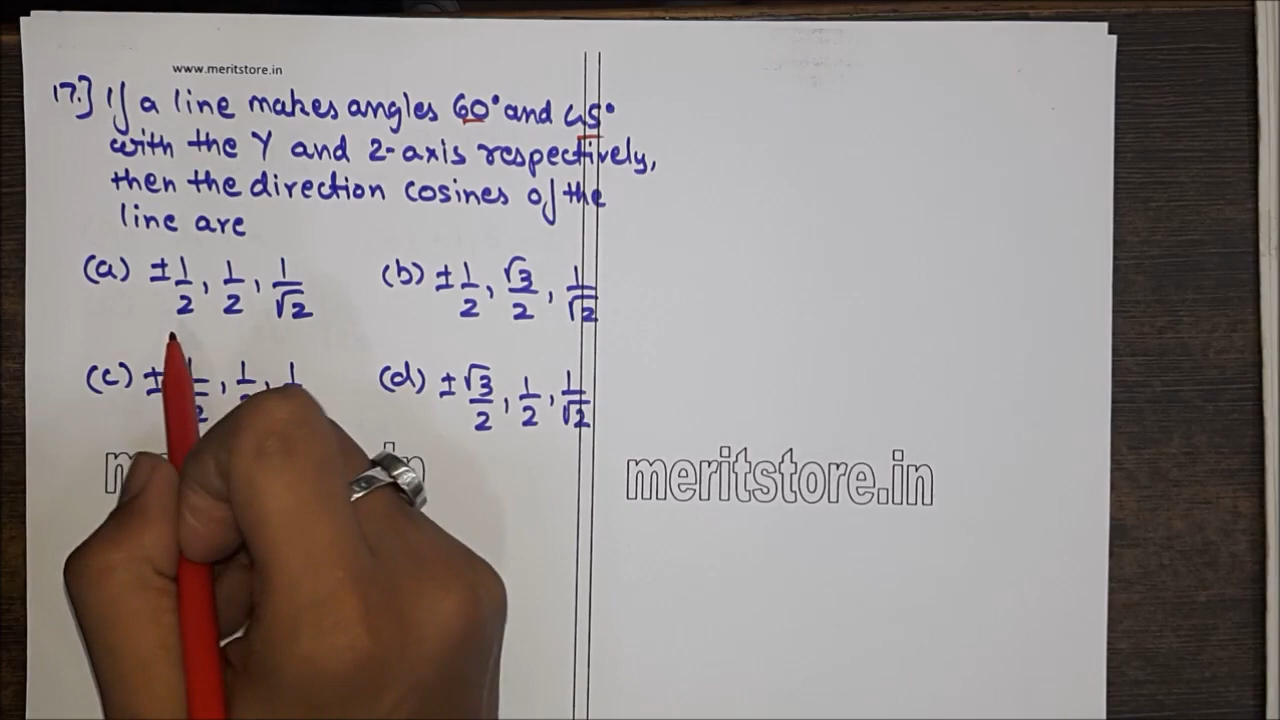 www.meritstore.in
17.] If a line makes angles 60° and 45°
with the Y and Z-axis respectively,
then the direction cosines of the
line are
(a) ±1/2, 1/2, 1/√2 (b) ±1/2, √3/2, 1/√2
(c) ± (d) ±√3/2, 1/2, 1/√2
meritstore.in